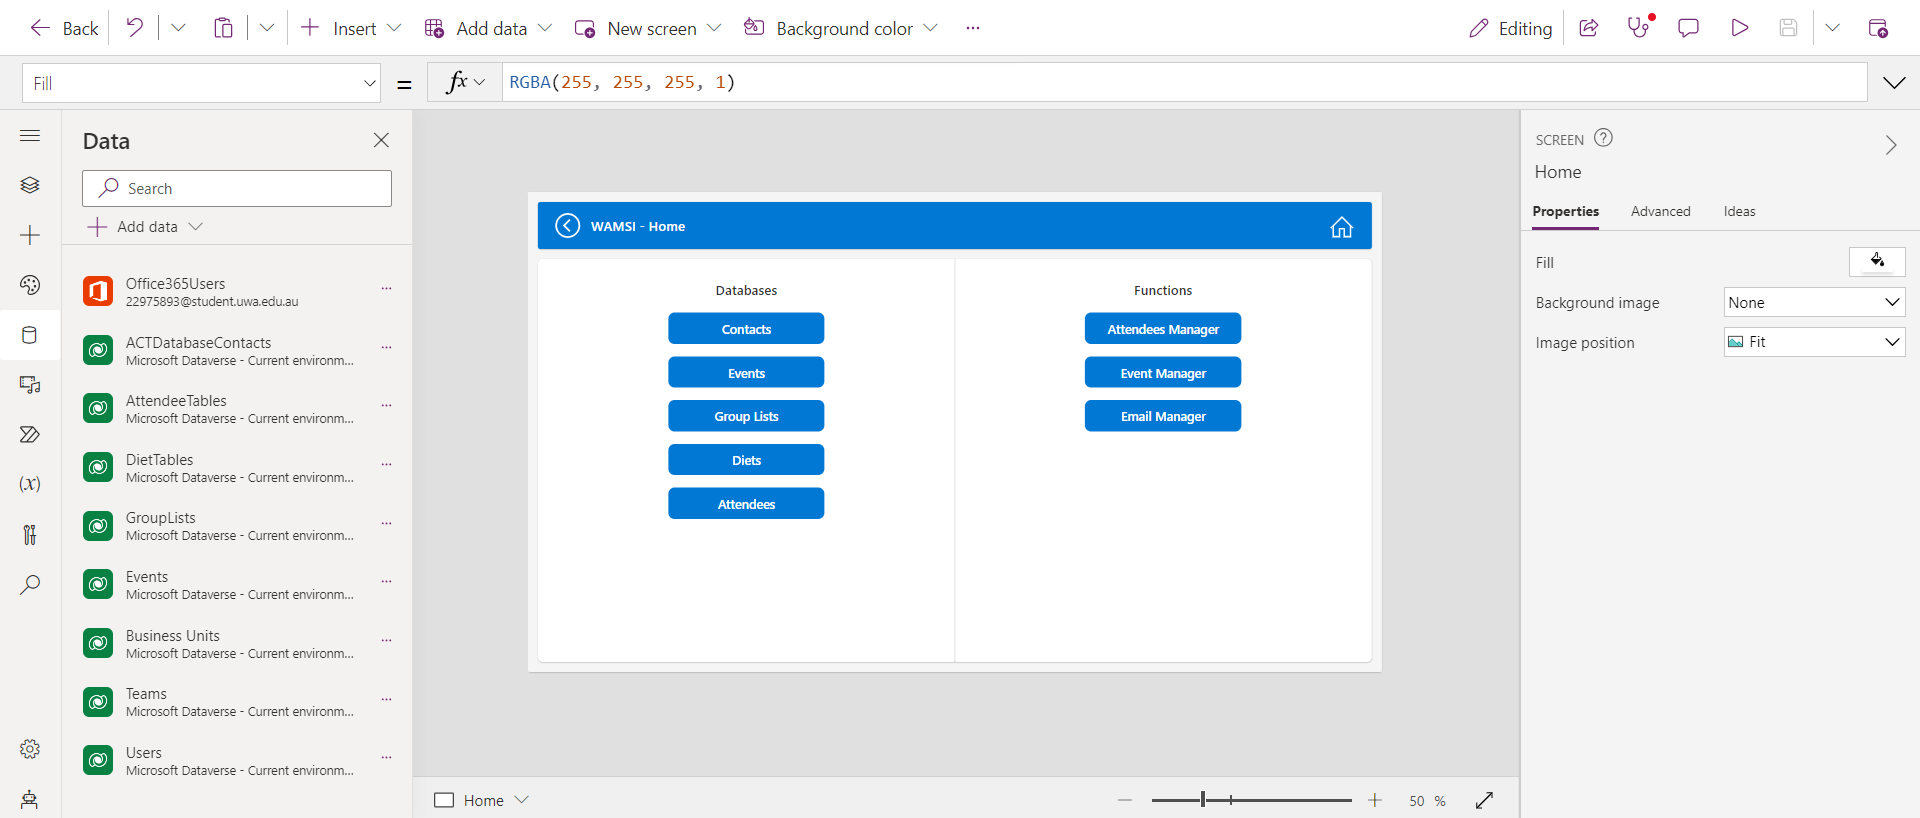 Back
Insert
Add data
New screen
Background color
...
Editing
Fill
=
fx
RGBA(255, 255, 255, 1)
Data
Search
Add data
Office365Users
22975893@student.uwa.edu.au
ACTDatabaseContacts
Microsoft Dataverse - Current environm...
AttendeeTables
Microsoft Dataverse - Current environm...
DietTables
Microsoft Dataverse - Current environm...
GroupLists
Microsoft Dataverse - Current environm...
Events
Microsoft Dataverse - Current environm...
Business Units
Microsoft Dataverse - Current environm...
Teams
Microsoft Dataverse - Current environm...
Users
Microsoft Dataverse - Current environm...
(x)
WAMSI - Home
Databases
Contacts
Events
Group Lists
Diets
Attendees
Functions
Attendees Manager
Event Manager
Email Manager
Home
50 %
SCREEN
Home
Properties
Advanced
Ideas
Fill
Background image
None
Image position
Fit